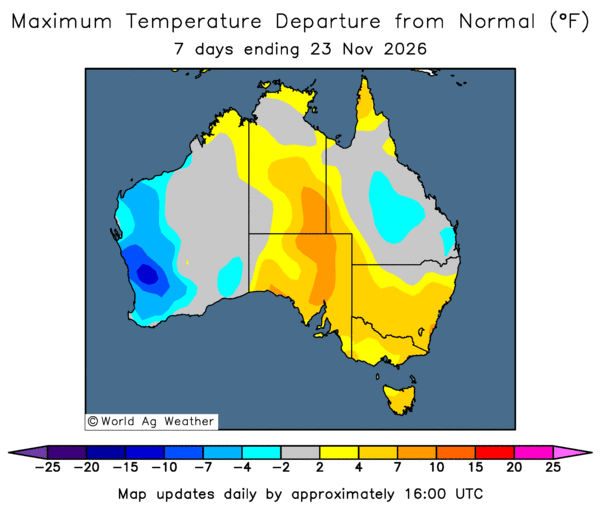 Maximum Temperature Departure from Normal (°F)
7 days ending 23 Nov 2026
©World Ag Weather
−25 −20 −15 −10 −7 −4 −2 2 4 7 10 15 20 25
Map updates daily by approximately 16:00 UTC